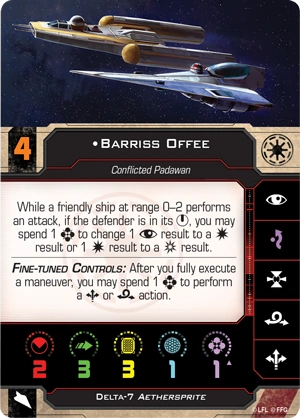 4
•Barriss Offee
Conflicted Padawan
While a friendly ship at range 0–2 performs
an attack, if the defender is in its , you may
spend 1 to change 1 result to a
result or 1 result to a result.
Fine-tuned Controls: After you fully execute
a maneuver, you may spend 1 to perform
a or action.
2 3 3 1 1
Delta-7 Aethersprite
©LFL ©FFG